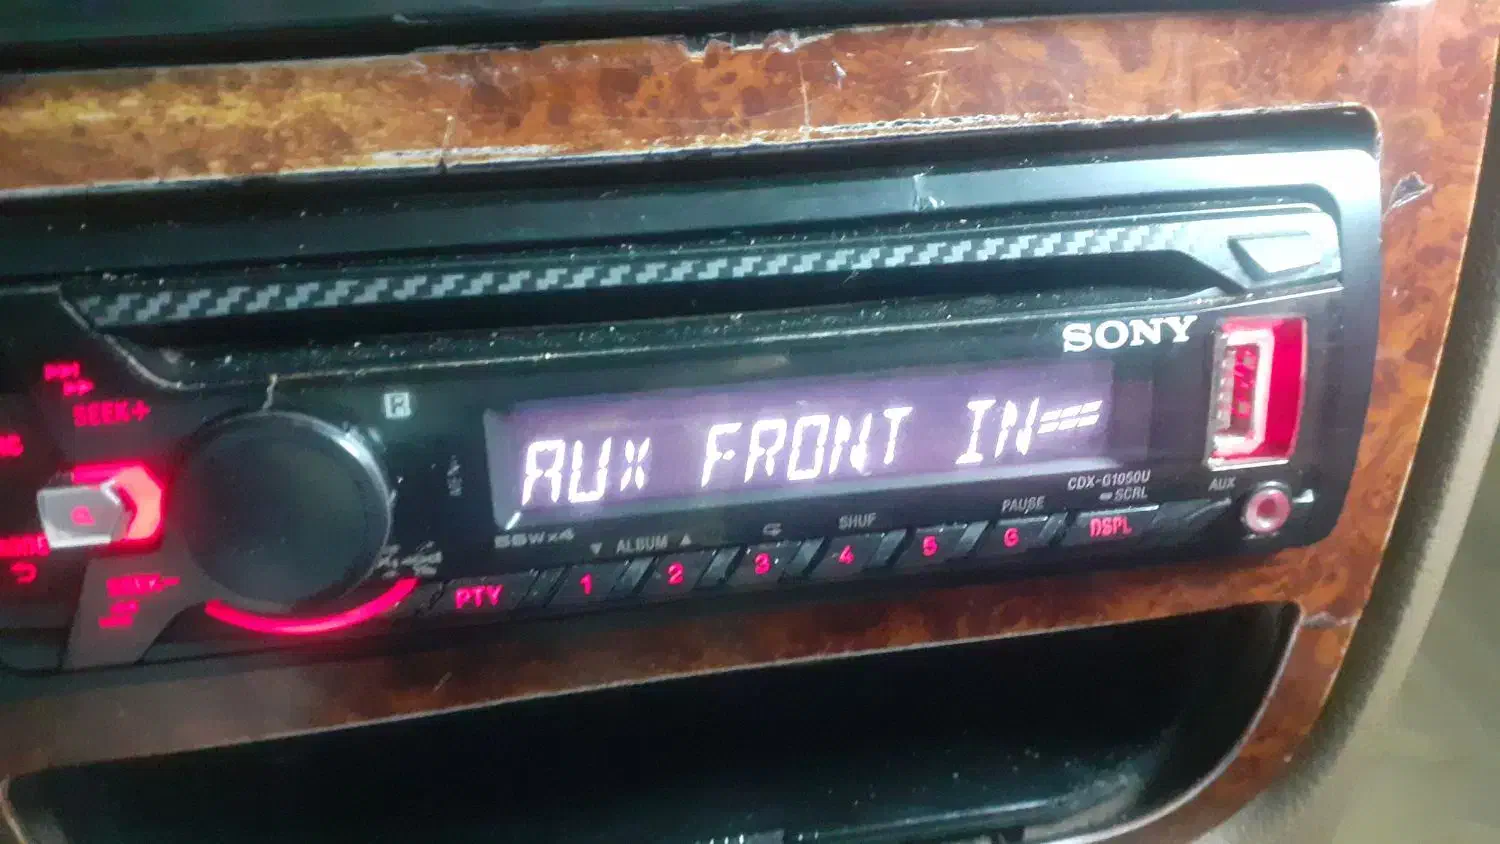 SONY
SEEK+
AUX FRONT IN
CDX-G1050U
SCRL
AUX
55W×4
ALBUM
SHUF
PAUSE
PTY
1
2
3
4
5
6
DSPL
SEEK-